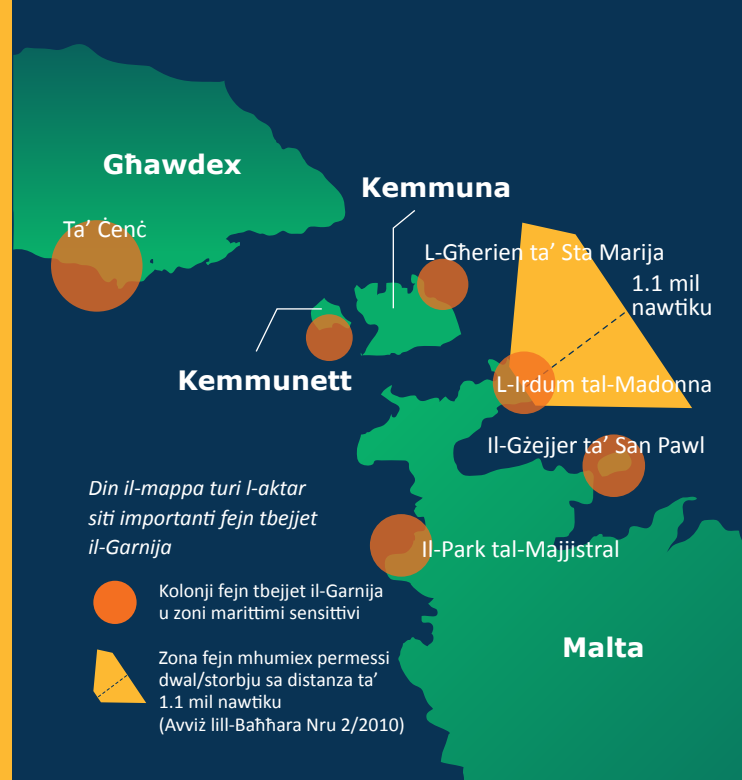 Għawdex
Kemmuna
Ta’ Ċenċ
L-Għerien ta’ Sta Marija
1.1 mil
nawtiku
Kemmunett
L-Irdum tal-Madonna
Il-Gżejjer ta’ San Pawl
Din il-mappa turi l-aktar
siti importanti fejn tbejjet
il-Garnija
Il-Park tal-Majjistral
Kolonji fejn tbejjet il-Garnija
u zoni marittimi sensittivi
Malta
Zona fejn mhumiex permessi
dwal/storbju sa distanza ta’
1.1 mil nawtiku
(Avviż lill-Baħħara Nru 2/2010)